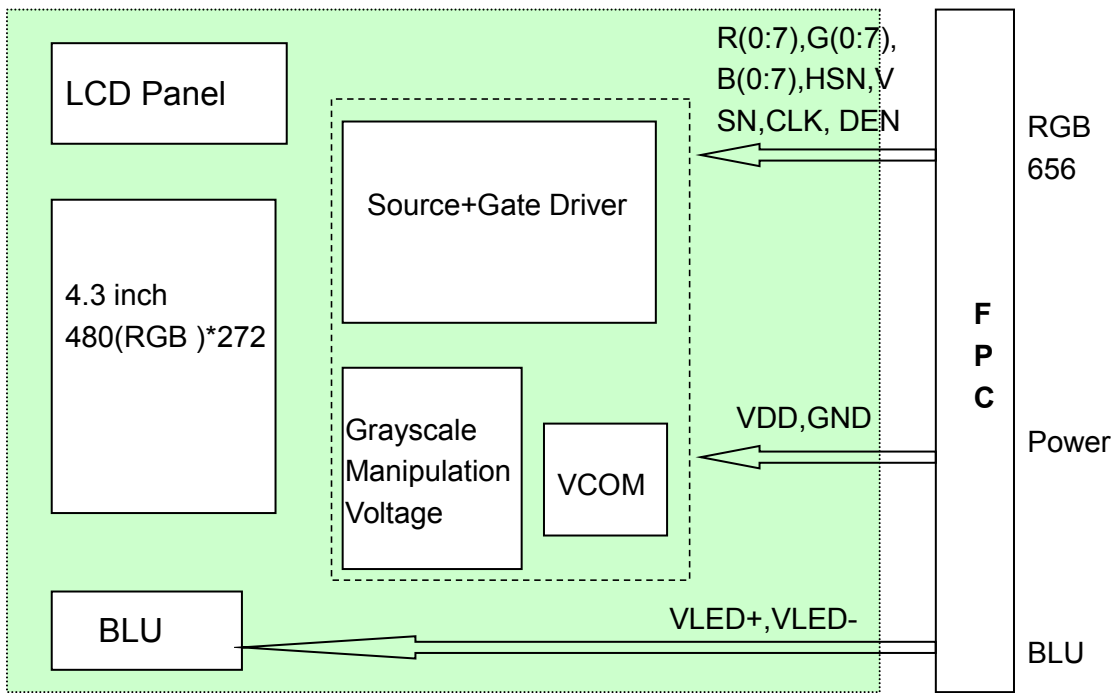 LCD Panel
4.3 inch
480(RGB )*272
BLU
Source+Gate Driver
Grayscale
Manipulation
Voltage
VCOM
R(0:7),G(0:7),
B(0:7),HSN,V
SN,CLK, DEN
VDD,GND
VLED+,VLED-
F
P
C
RGB
656
Power
BLU